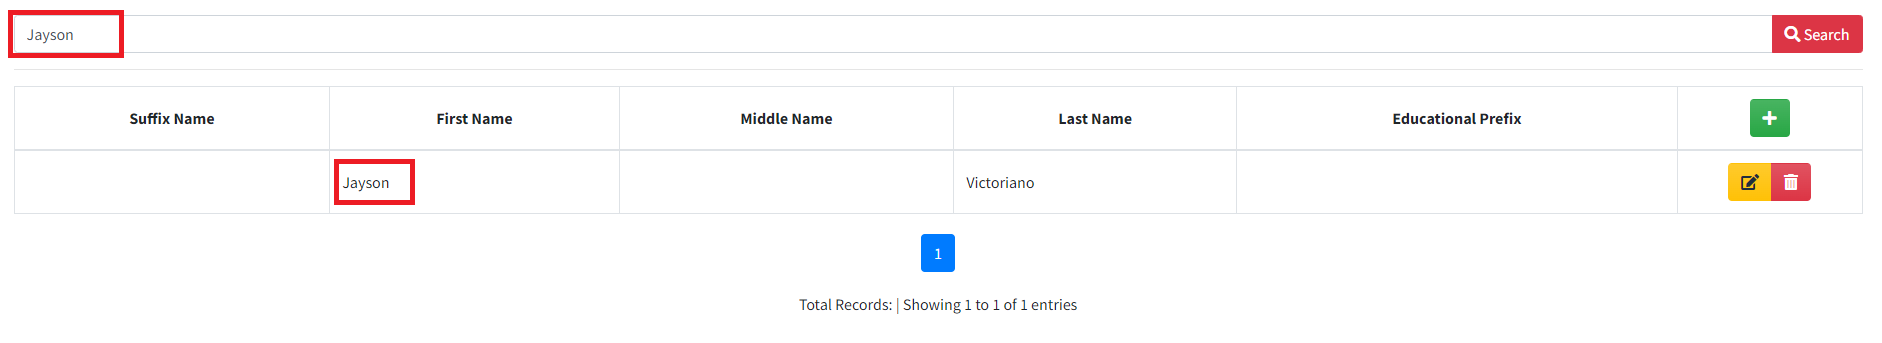 Jayson
Search
Suffix Name First Name Middle Name Last Name Educational Prefix
Jayson Victoriano
1
Total Records: | Showing 1 to 1 of 1 entries